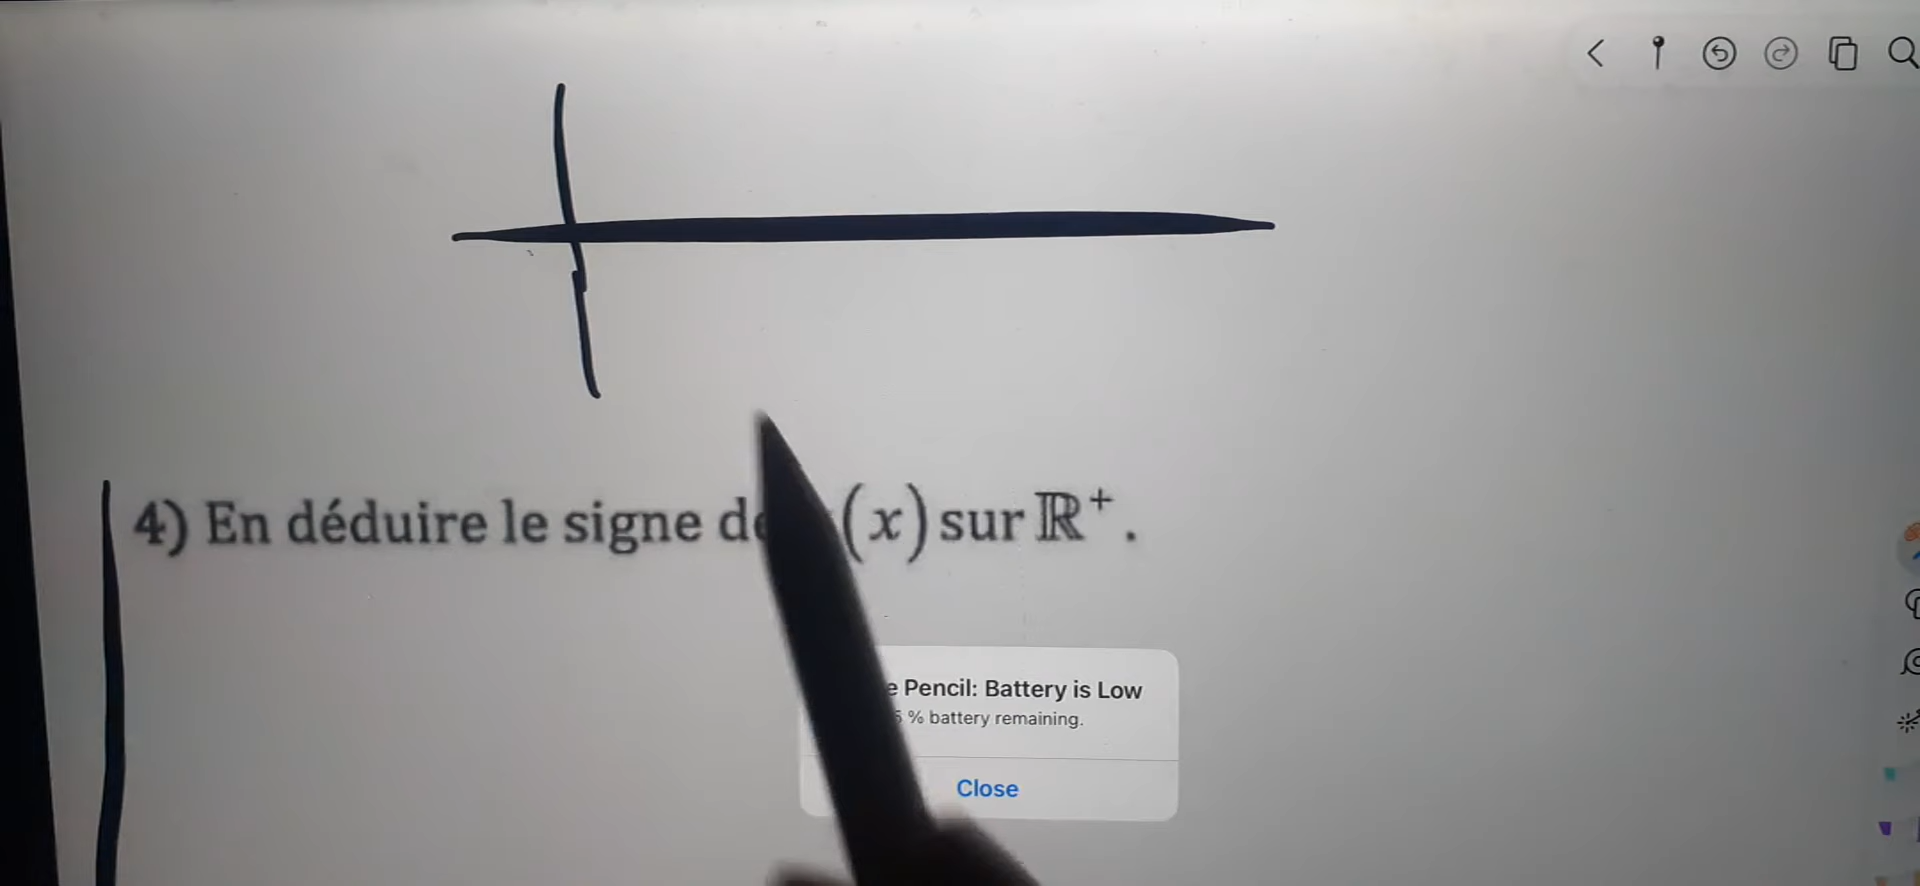 4) En déduire le signe (x) sur ℝ⁺.
Pencil: Battery is Low
% battery remaining.
Close